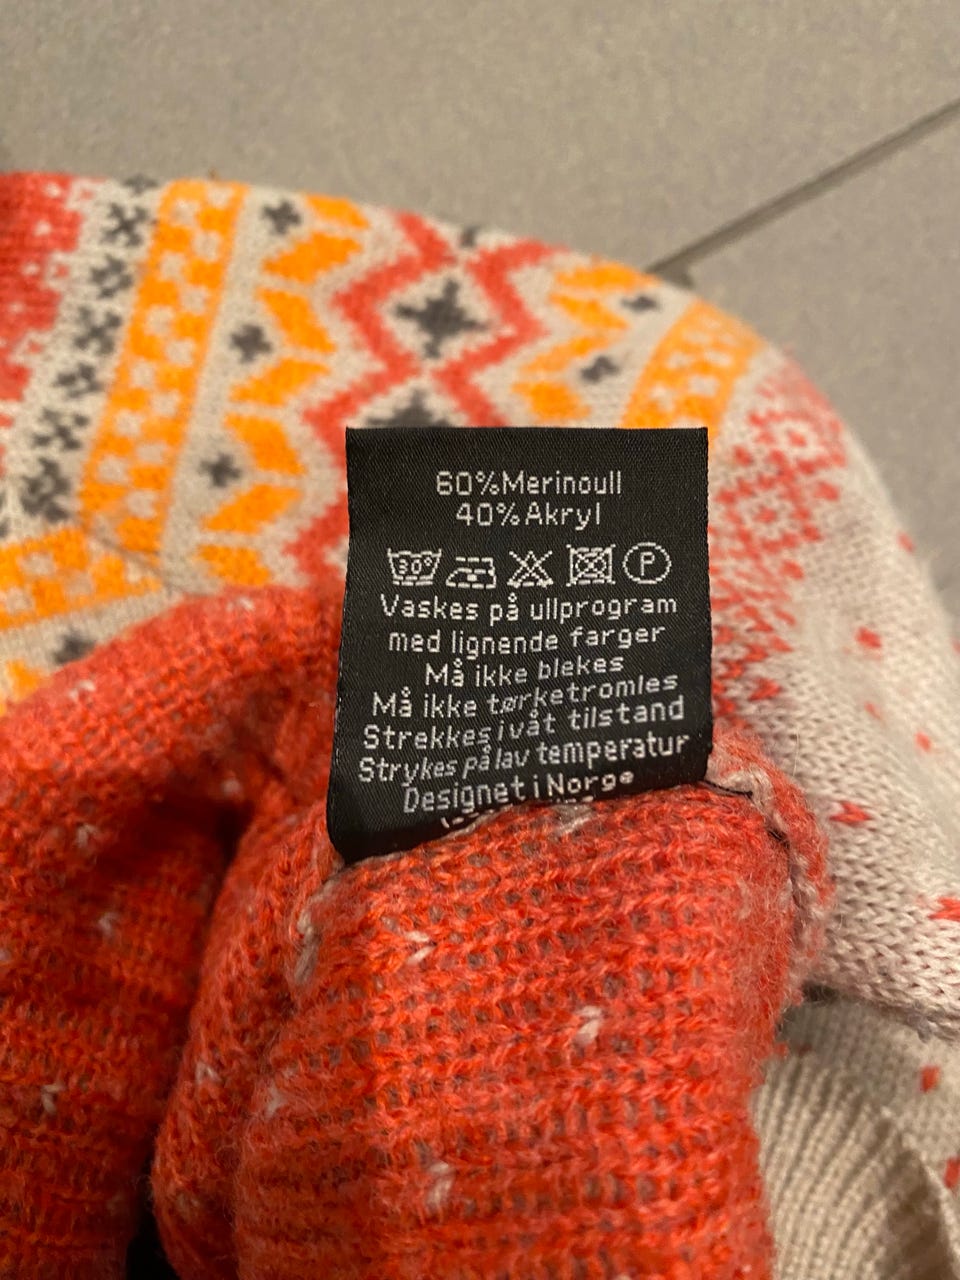 60%Merinoull
40%Akryl
30° P
Vaskes på ullprogram
med lignende farger
Må ikke blekes
Må ikke tørketromles
Strekkes i våt tilstand
Strykes på lav temperatur
Designet i Norge